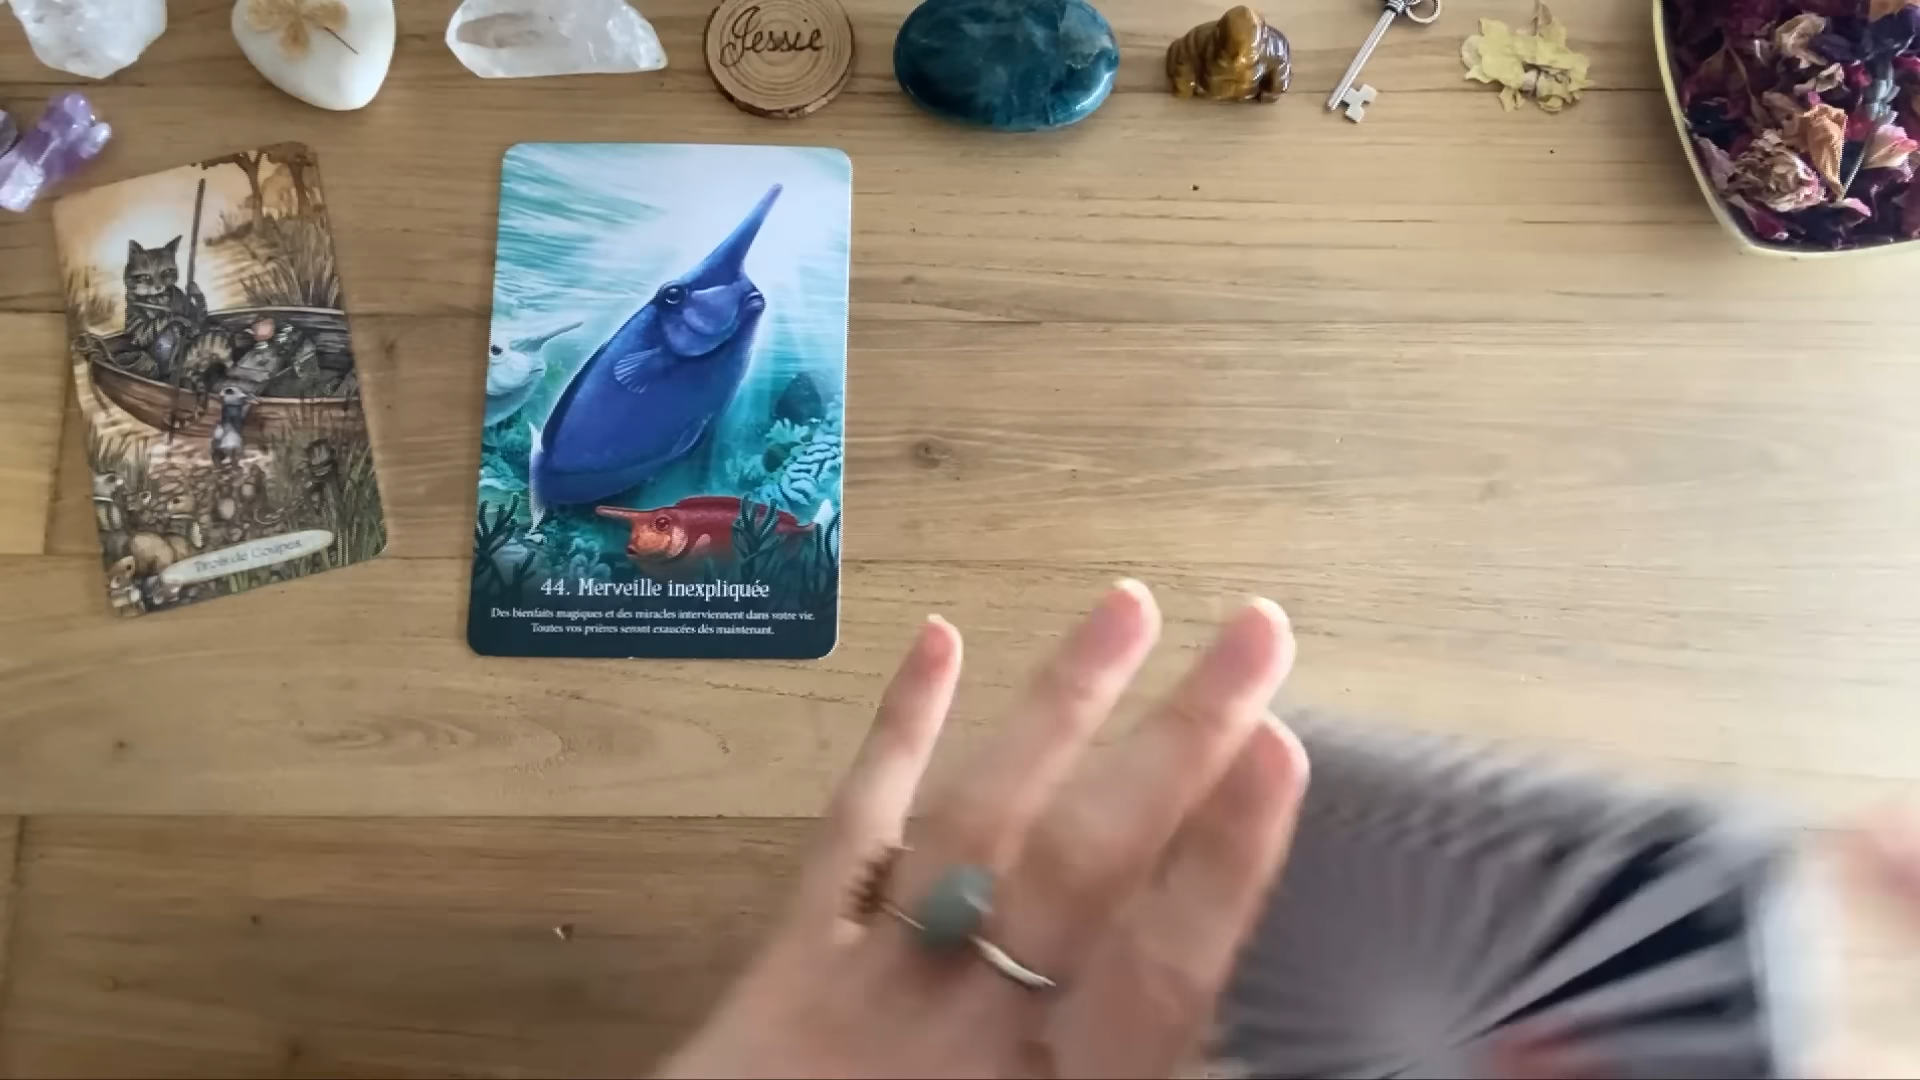 Jessie
Trois de Coupes
44. Merveille inexpliquée
Des bienfaits magiques et des miracles interviennent dans votre vie.
Toutes vos prières seront exaucées dès maintenant.